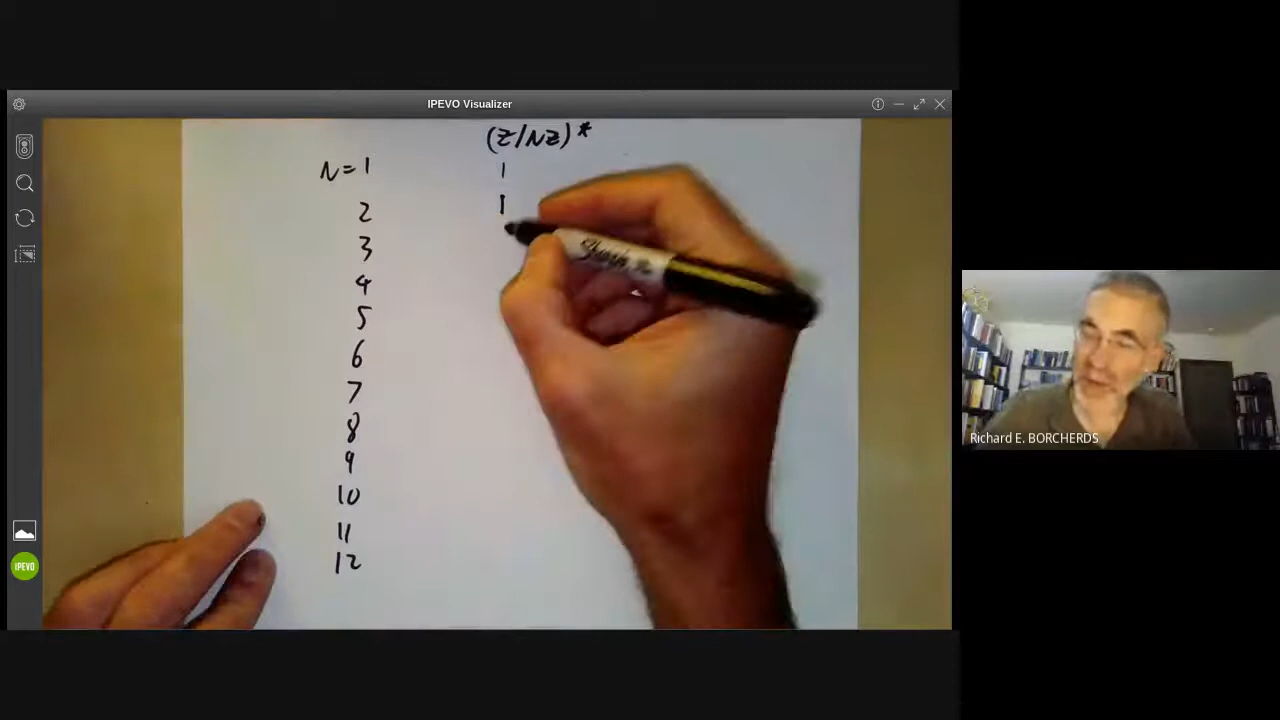 IPEVO Visualizer
(Z/NZ)*
N=1 1
2 1
3
4
5
6
7
8
9
10
11
12
Sharpie
IPEVO
Richard E. BORCHERDS